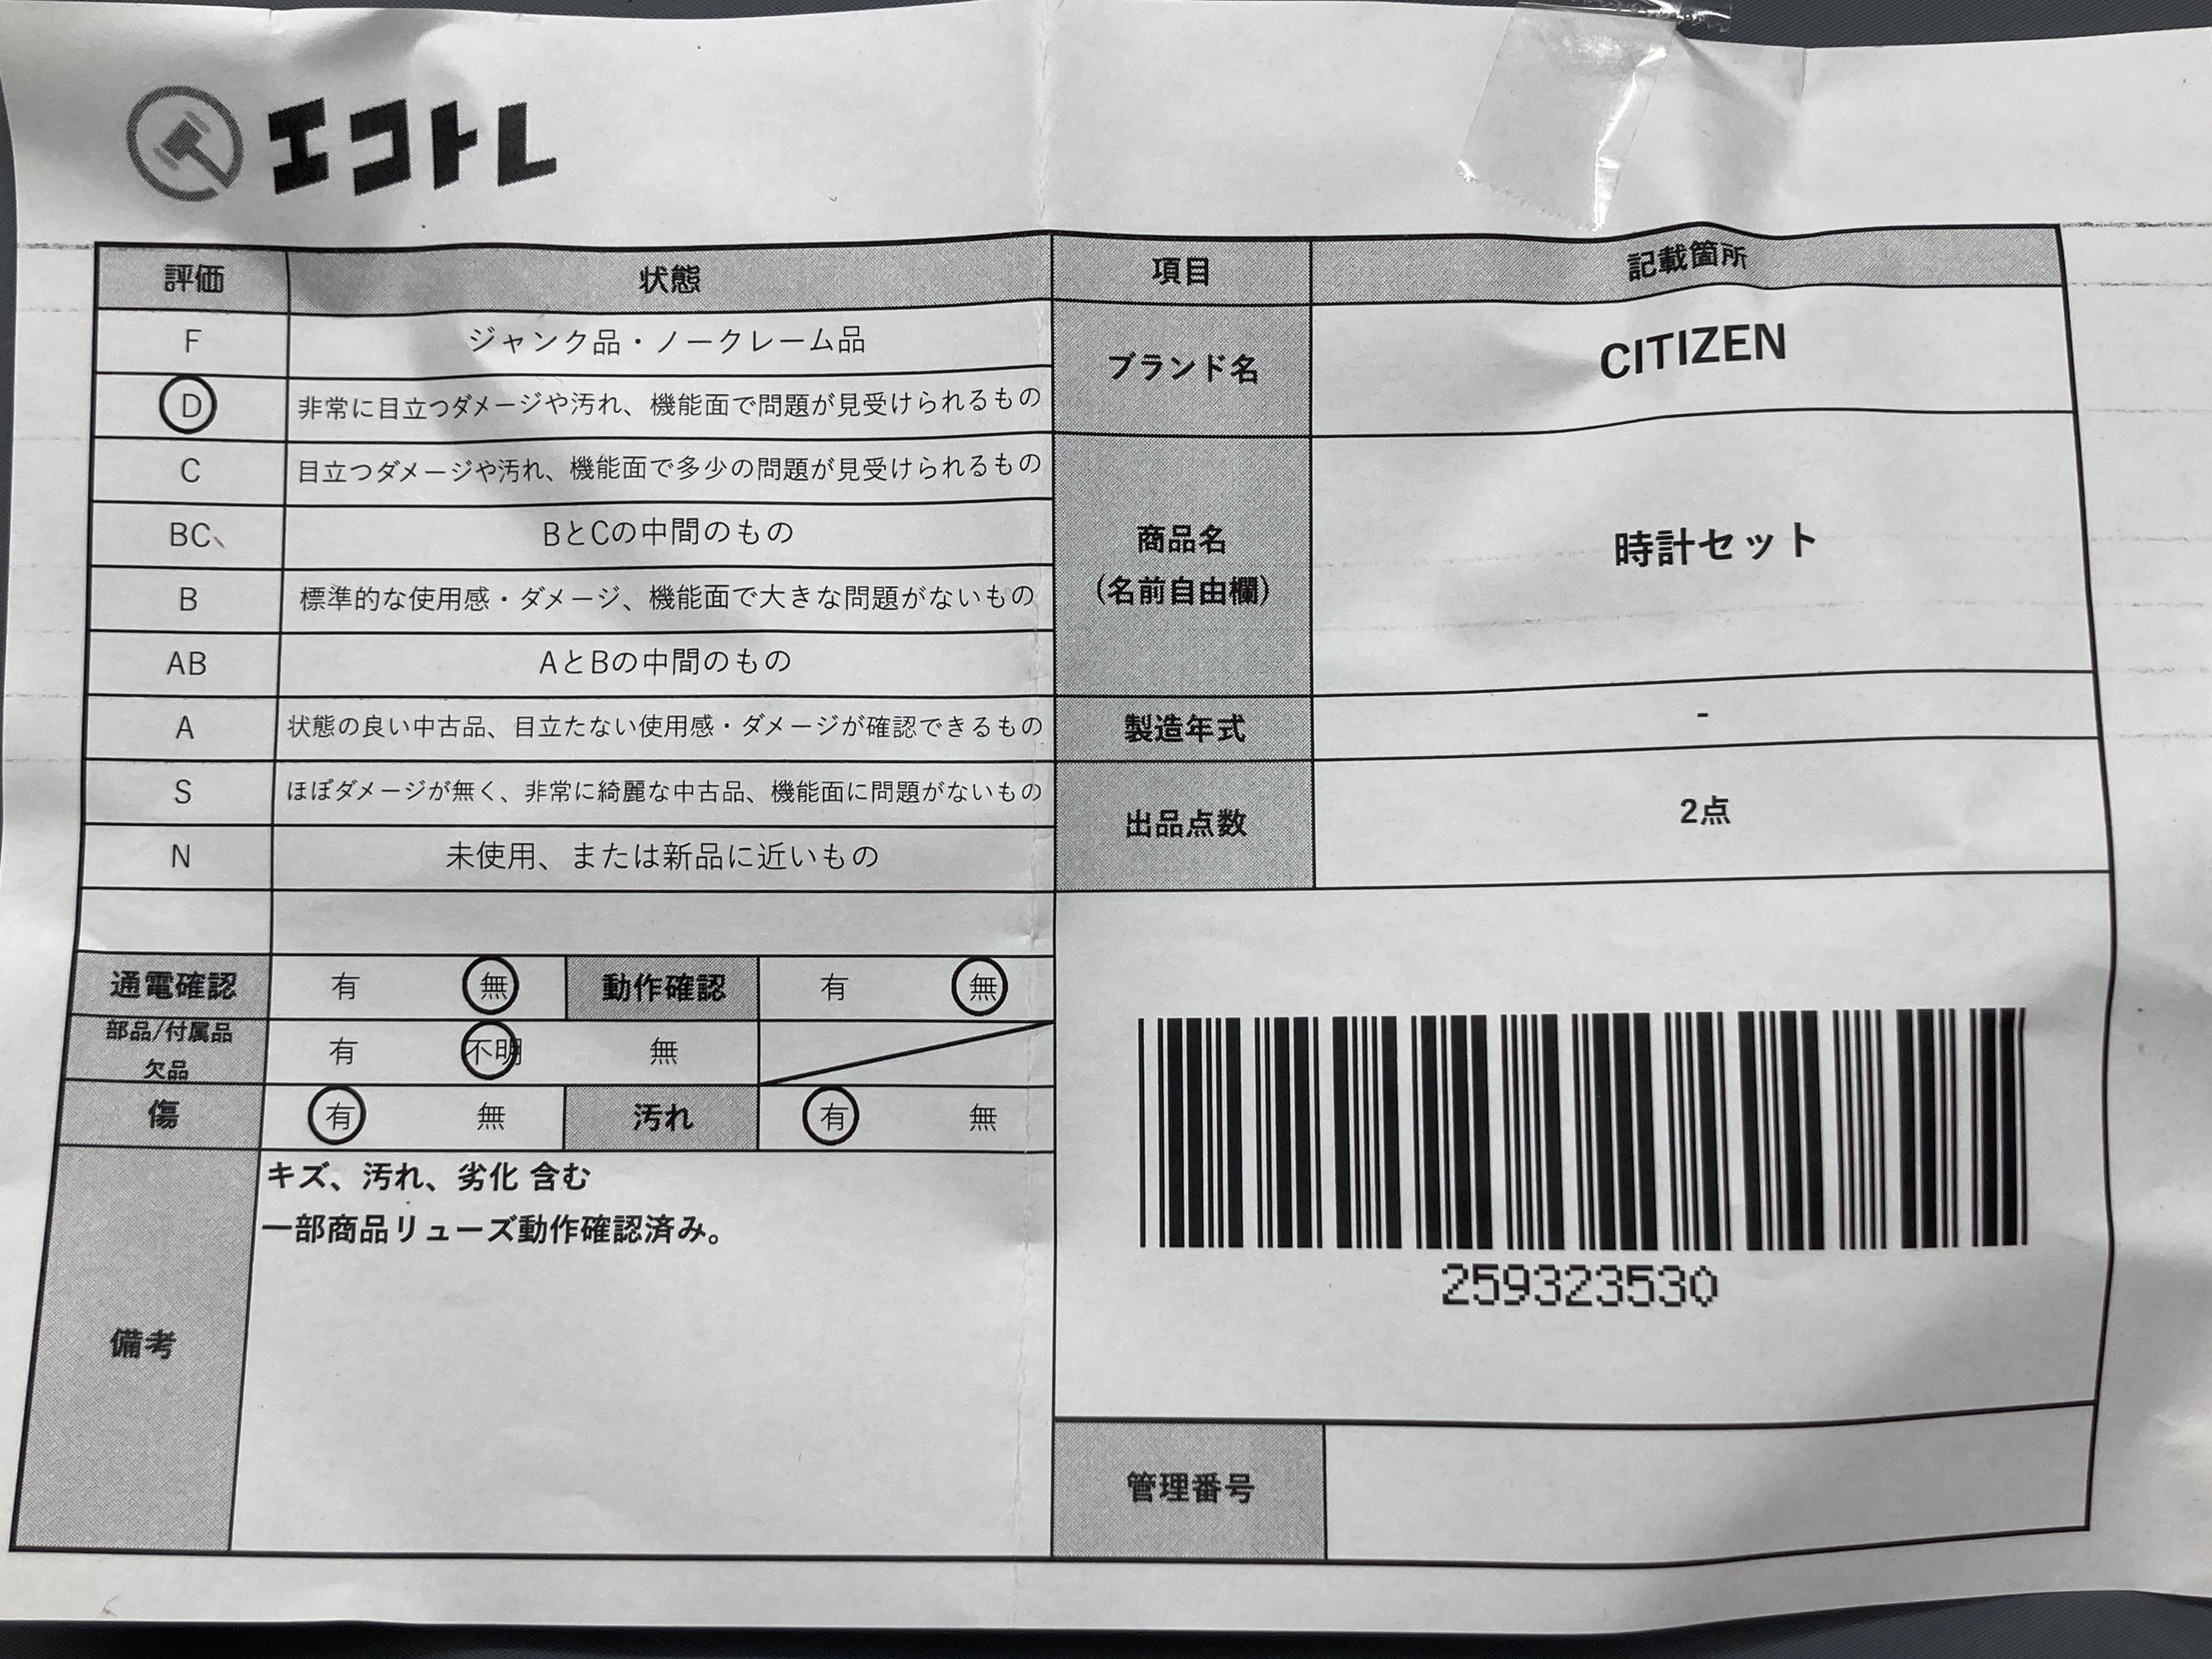 エコトレ
評価 状態
F ジャンク品・ノークレーム品
D 非常に目立つダメージや汚れ、機能面で問題が見受けられるもの
C 目立つダメージや汚れ、機能面で多少の問題が見受けられるもの
BC BとCの中間のもの
B 標準的な使用感・ダメージ、機能面で大きな問題がないもの
AB AとBの中間のもの
A 状態の良い中古品、目立たない使用感・ダメージが確認できるもの
S ほぼダメージが無く、非常に綺麗な中古品、機能面に問題がないもの
N 未使用、または新品に近いもの
通電確認 有 無 動作確認 有 無
部品/付属品
欠品 有 不明 無
傷 有 無 汚れ 有 無
備考
キズ、汚れ、劣化 含む
一部商品リューズ動作確認済み。
項目 記載箇所
ブランド名 CITIZEN
商品名
(名前自由欄)
時計セット
製造年式 -
出品点数 2点
259323530
管理番号